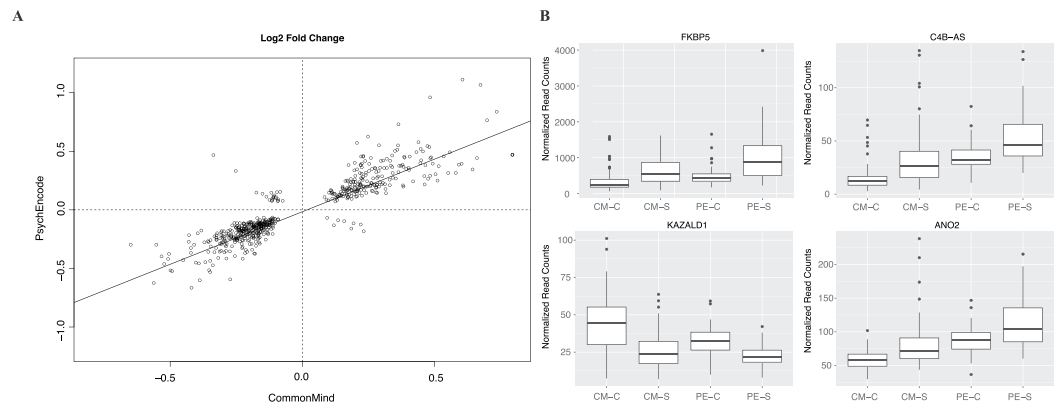 A
B
Log2 Fold Change
PsychEncode
1.0
0.5
0.0
−0.5
−1.0
−0.5
0.0
0.5
CommonMind
FKBP5
Normalized Read Counts
4000
3000
2000
1000
0
CM−C
CM−S
PE−C
PE−S
C4B−AS
Normalized Read Counts
100
50
0
CM−C
CM−S
PE−C
PE−S
KAZALD1
Normalized Read Counts
100
75
50
25
CM−C
CM−S
PE−C
PE−S
ANO2
Normalized Read Counts
200
150
100
50
CM−C
CM−S
PE−C
PE−S